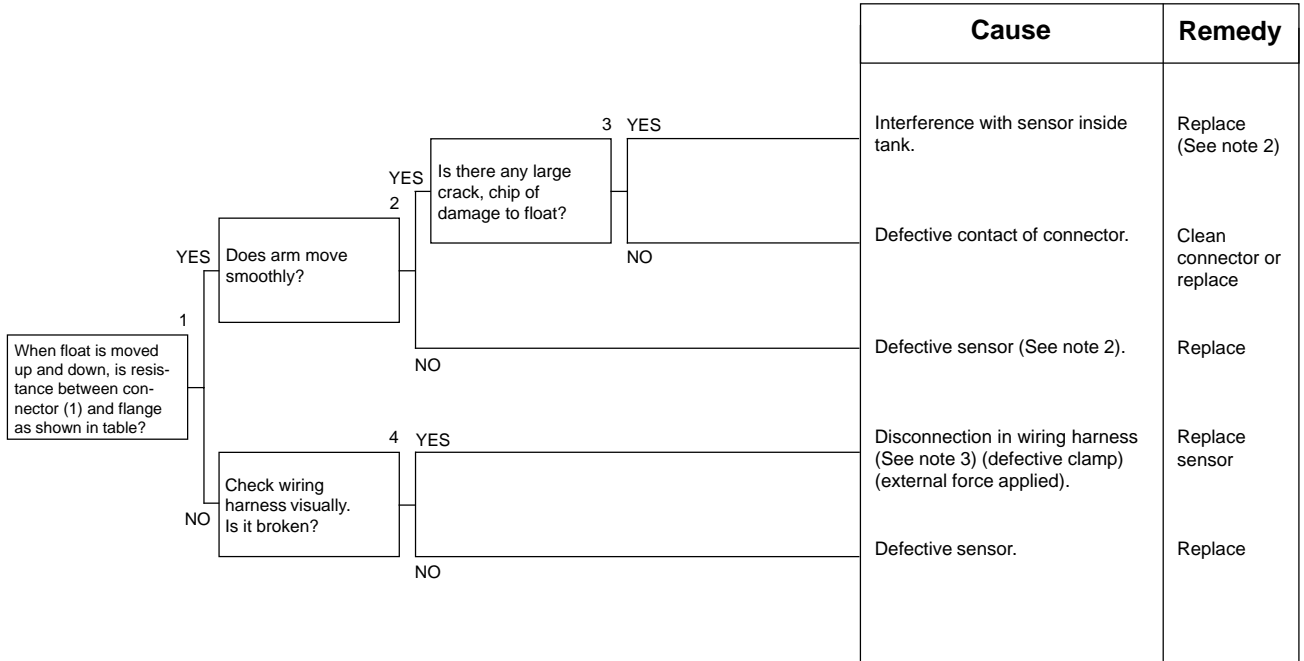 Cause
Remedy
3
YES
Interference with sensor inside
tank.
Replace
(See note 2)
YES
2
Is there any large
crack, chip of
damage to float?
NO
Defective contact of connector.
Clean
connector or
replace
YES
1
Does arm move
smoothly?
NO
Defective sensor (See note 2).
Replace
When float is moved
up and down, is resis-
tance between con-
nector (1) and flange
as shown in table?
4
YES
Disconnection in wiring harness
(See note 3) (defective clamp)
(external force applied).
Replace
sensor
NO
Check wiring
harness visually.
Is it broken?
NO
Defective sensor.
Replace